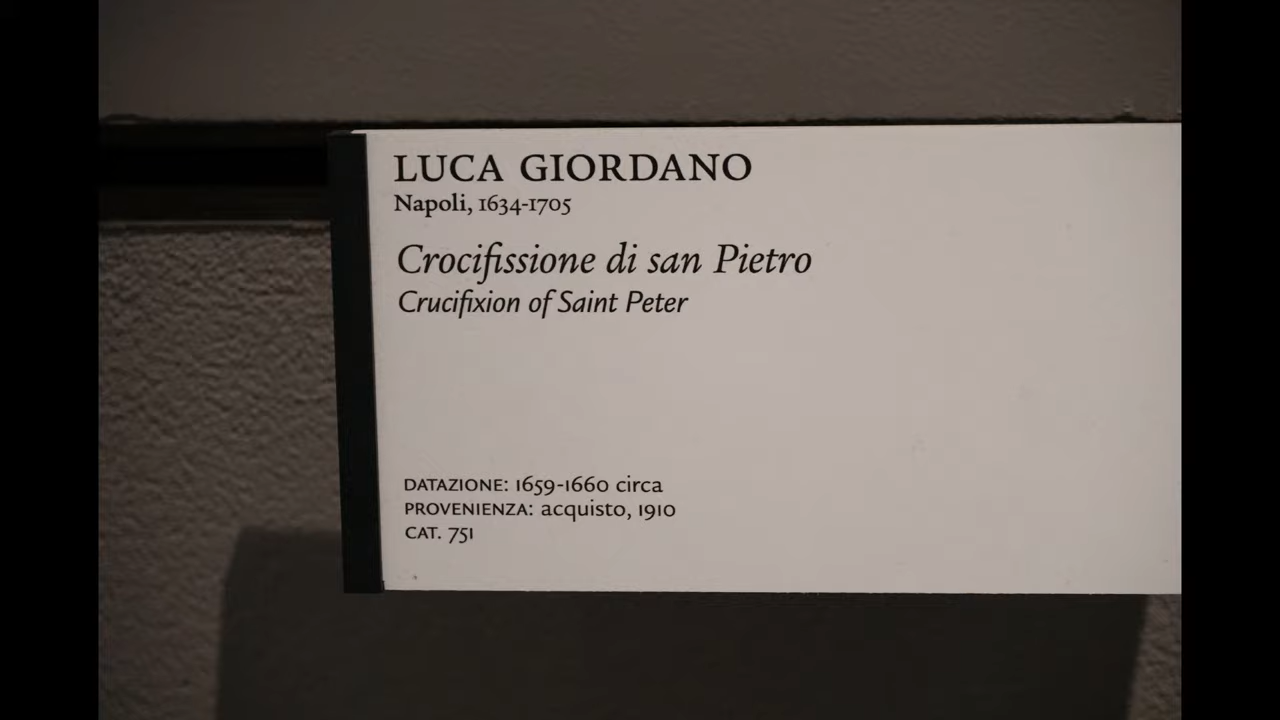 LUCA GIORDANO
Napoli, 1634-1705
Crocifissione di san Pietro
Crucifixion of Saint Peter
DATAZIONE: 1659-1660 circa
PROVENIENZA: acquisto, 1910
CAT. 751